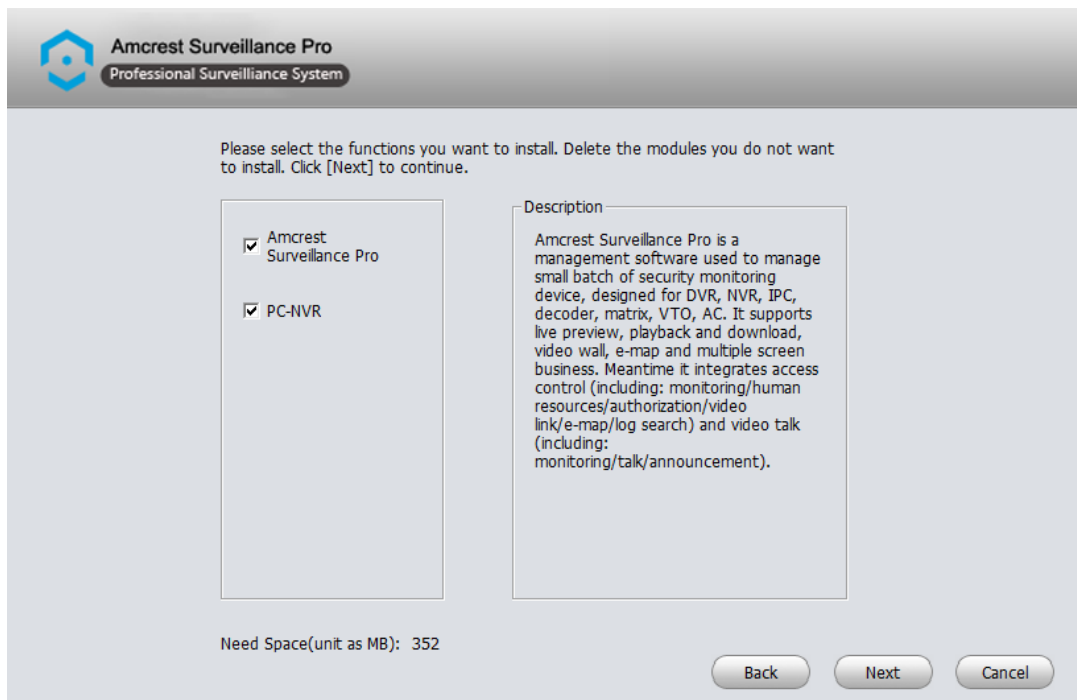 Amcrest Surveillance Pro
Professional Surveilliance System
Please select the functions you want to install. Delete the modules you do not want
to install. Click [Next] to continue.
Amcrest
Surveillance Pro
PC-NVR
Description
Amcrest Surveillance Pro is a
management software used to manage
small batch of security monitoring
device, designed for DVR, NVR, IPC,
decoder, matrix, VTO, AC. It supports
live preview, playback and download,
video wall, e-map and multiple screen
business. Meantime it integrates access
control (including: monitoring/human
resources/authorization/video
link/e-map/log search) and video talk
(including:
monitoring/talk/announcement).
Need Space(unit as MB): 352
Back
Next
Cancel